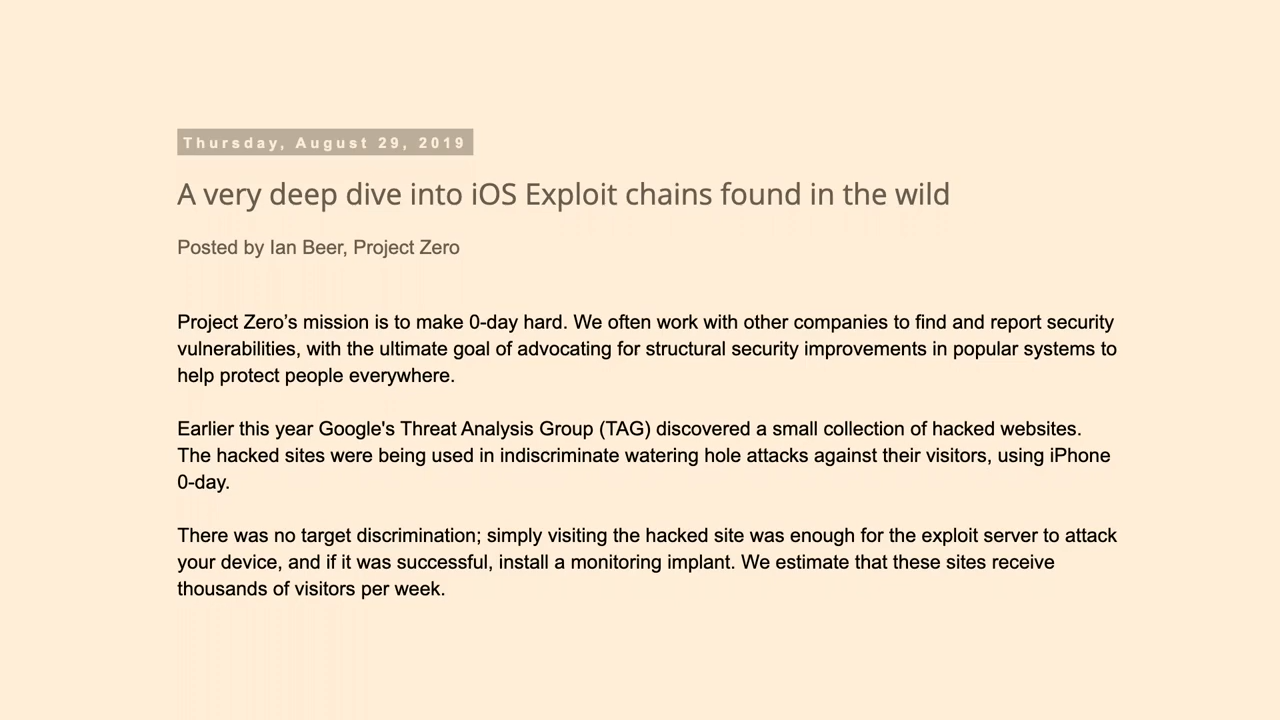 Thursday, August 29, 2019
A very deep dive into iOS Exploit chains found in the wild
Posted by Ian Beer, Project Zero
Project Zero’s mission is to make 0-day hard. We often work with other companies to find and report security
vulnerabilities, with the ultimate goal of advocating for structural security improvements in popular systems to
help protect people everywhere.
Earlier this year Google's Threat Analysis Group (TAG) discovered a small collection of hacked websites.
The hacked sites were being used in indiscriminate watering hole attacks against their visitors, using iPhone
0-day.
There was no target discrimination; simply visiting the hacked site was enough for the exploit server to attack
your device, and if it was successful, install a monitoring implant. We estimate that these sites receive
thousands of visitors per week.